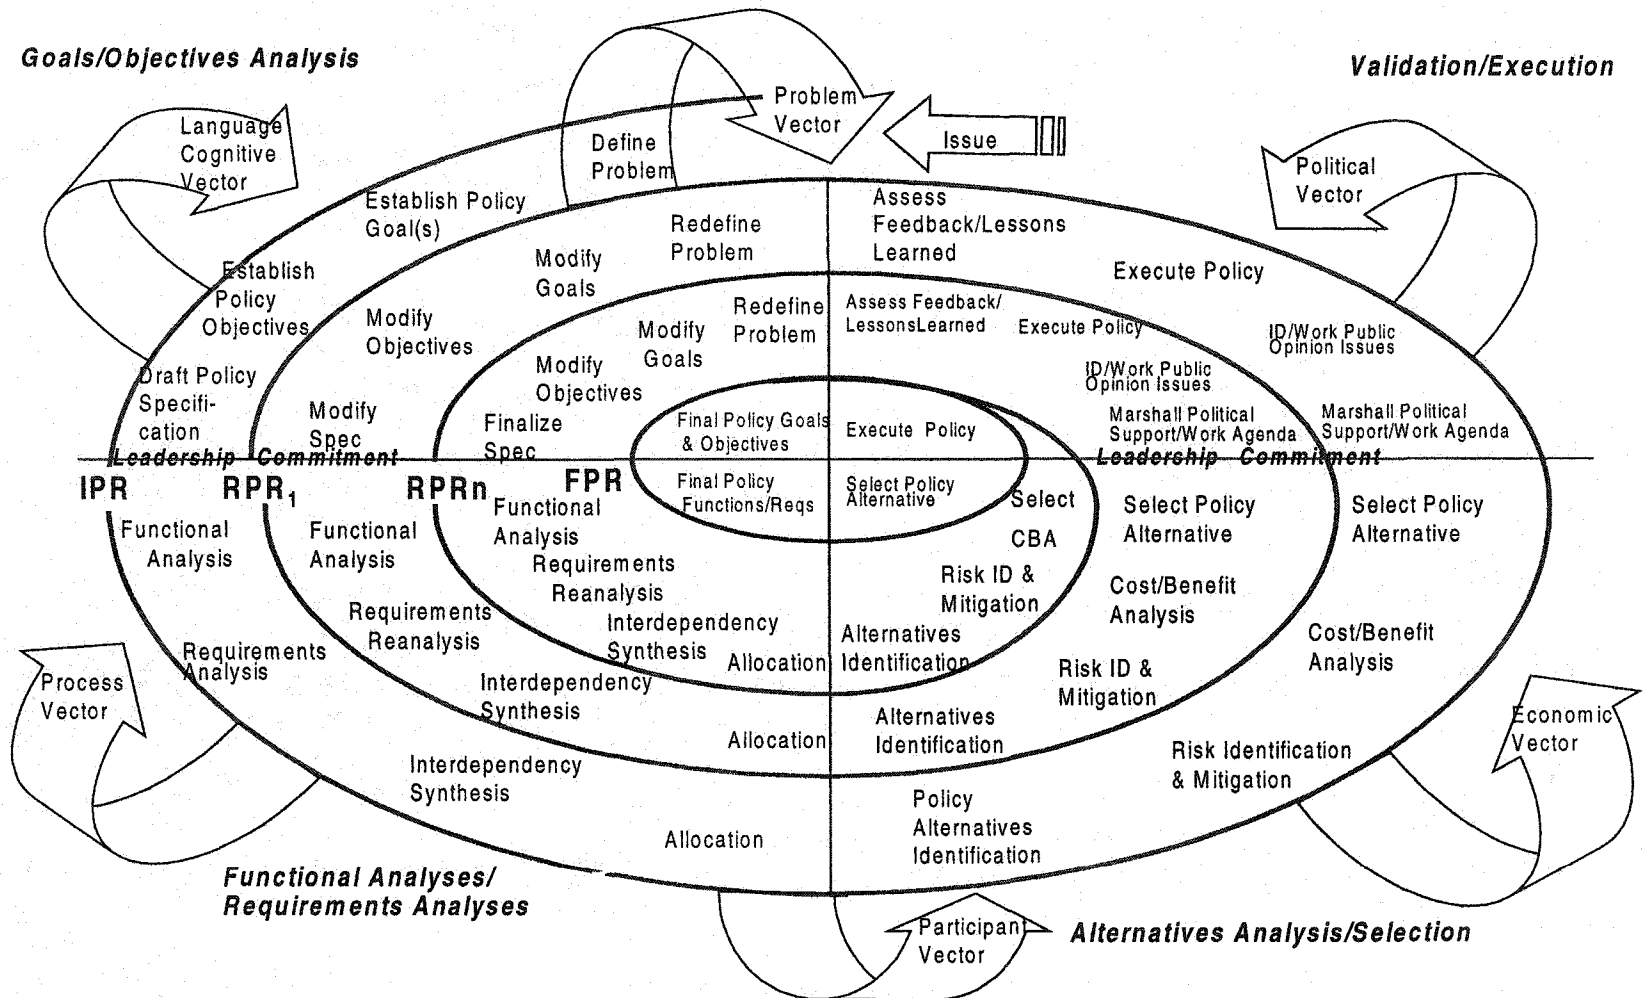 Goals/Objectives Analysis
Validation/Execution
Problem
Vector
Issue
Language
Cognitive
Vector
Define
Problem
Political
Vector
Establish Policy
Goal(s)
Redefine
Problem
Assess
Feedback/Lessons
Learned
Modify
Goals
Execute Policy
Establish
Policy
Objectives
Modify
Objectives
Redefine
Problem
Assess Feedback/
LessonsLearned
Execute Policy
ID/Work Public
Opinion Issues
Modify
Goals
Modify
Objectives
ID/Work Public
Opinion Issues
Draft Policy
Specifi-
cation
Modify
Spec
Finalize
Spec
Final Policy Goals
& Objectives
Execute Policy
Marshall Political
Support/Work Agenda
Marshall Political
Support/Work Agenda
Leadership Commitment
Leadership Commitment
IPR
RPR1
RPRn
FPR
Final Policy
Functions/Reqs
Select Policy
Alternative
Select
CBA
Select Policy
Alternative
Select Policy
Alternative
Functional
Analysis
Functional
Analysis
Functional
Analysis
Requirements
Reanalysis
Risk ID &
Mitigation
Cost/Benefit
Analysis
Requirements
Reanalysis
Interdependency
Synthesis
Allocation
Alternatives
Identification
Cost/Benefit
Analysis
Requirements
Analysis
Process
Vector
Interdependency
Synthesis
Risk ID &
Mitigation
Economic
Vector
Allocation
Alternatives
Identification
Risk Identification
& Mitigation
Interdependency
Synthesis
Allocation
Policy
Alternatives
Identification
Functional Analyses/
Requirements Analyses
Participant
Vector
Alternatives Analysis/Selection